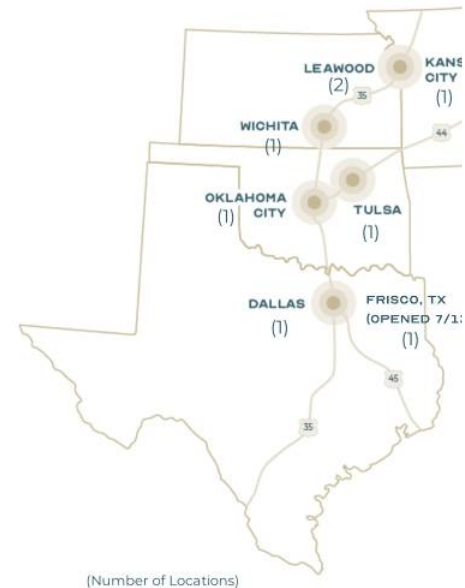 LEAWOOD
(2)
KANS
CITY
(1)
35
44
WICHITA
(1)
OKLAHOMA
CITY
(1)
TULSA
(1)
DALLAS
(1)
FRISCO, TX
(OPENED 7/13
(1)
45
35
(Number of Locations)